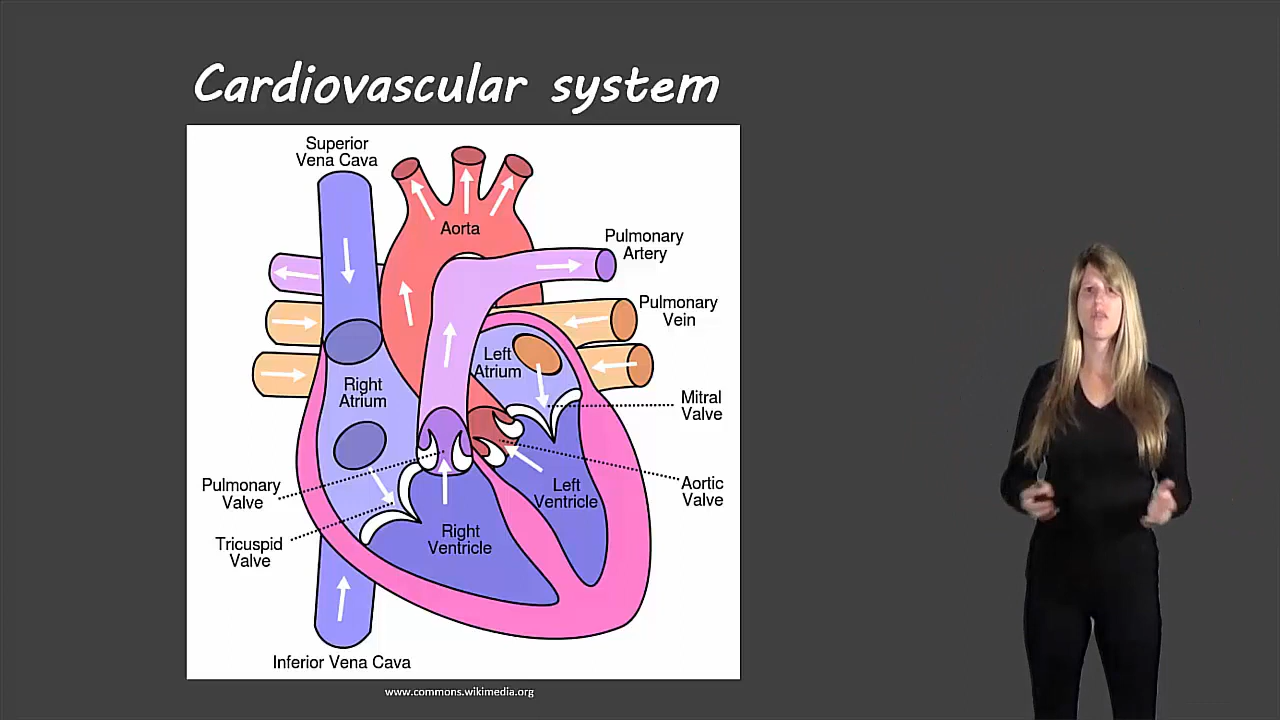 Cardiovascular system
Superior
Vena Cava
Aorta
Pulmonary
Artery
Pulmonary
Vein
Left
Atrium
Right
Atrium
Mitral
Valve
Pulmonary
Valve
Aortic
Valve
Left
Ventricle
Tricuspid
Valve
Right
Ventricle
Inferior Vena Cava
www.commons.wikimedia.org